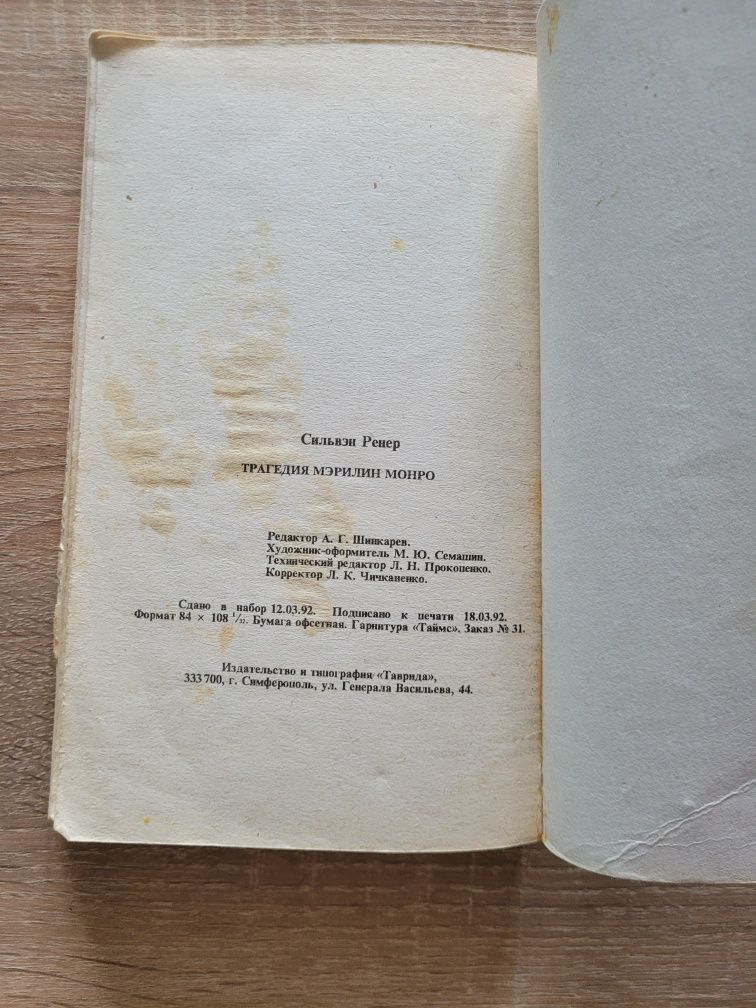 Сильвэн Ренер
ТРАГЕДИЯ МЭРИЛИН МОНРО
Редактор А. Г. Шинкарев.
Художник-оформитель М. Ю. Семашин.
Технический редактор Л. Н. Прокопенко.
Корректор Л. К. Чичканенко.
Сдано в набор 12.03.92. Подписано к печати 18.03.92.
Формат 84 × 108 1/32. Бумага офсетная. Гарнитура «Таймс». Заказ № 31.
Издательство и типография «Таврида»,
333700, г. Симферополь, ул. Генерала Васильева, 44.